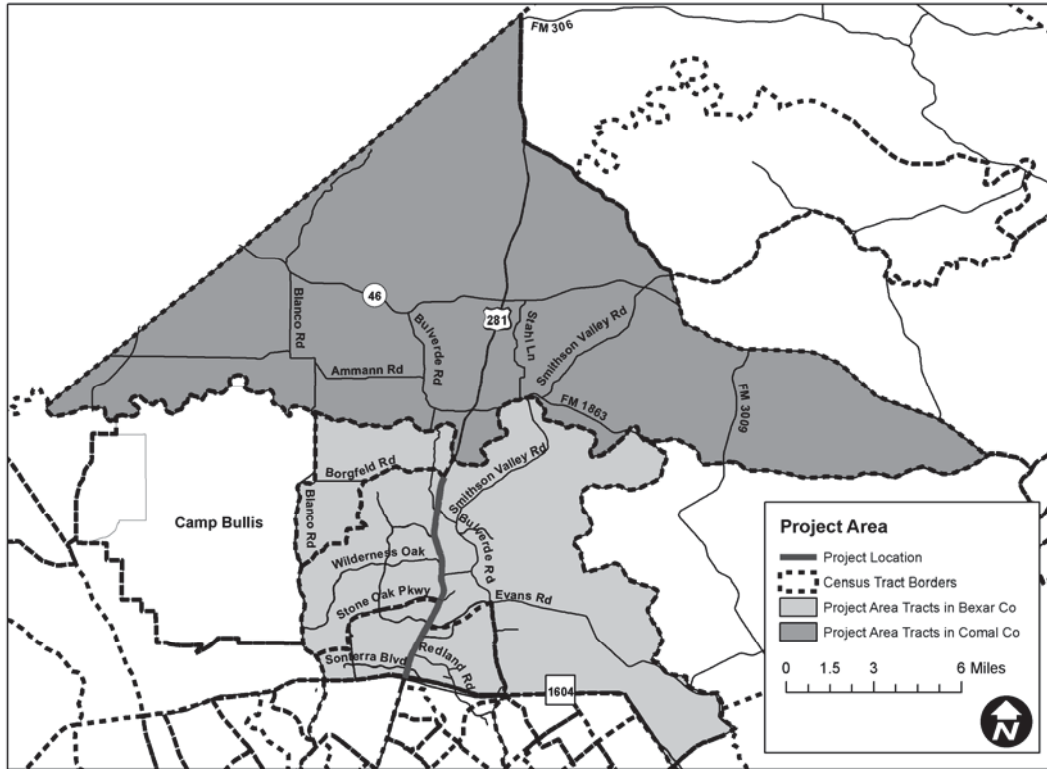 FM 306
46
281
Blanco Rd
Bulverde Rd
Stahl Ln
Smithson Valley Rd
Ammann Rd
FM 1863
FM 3009
Borgfeld Rd
Smithson Valley Rd
Camp Bullis
Blanco Rd
Bulverde Rd
Wilderness Oak
Stone Oak Pkwy
Evans Rd
Sonterra Blvd
Redland Rd
1604
Project Area
Project Location
Census Tract Borders
Project Area Tracts in Bexar Co
Project Area Tracts in Comal Co
0 1.5 3 6 Miles
N